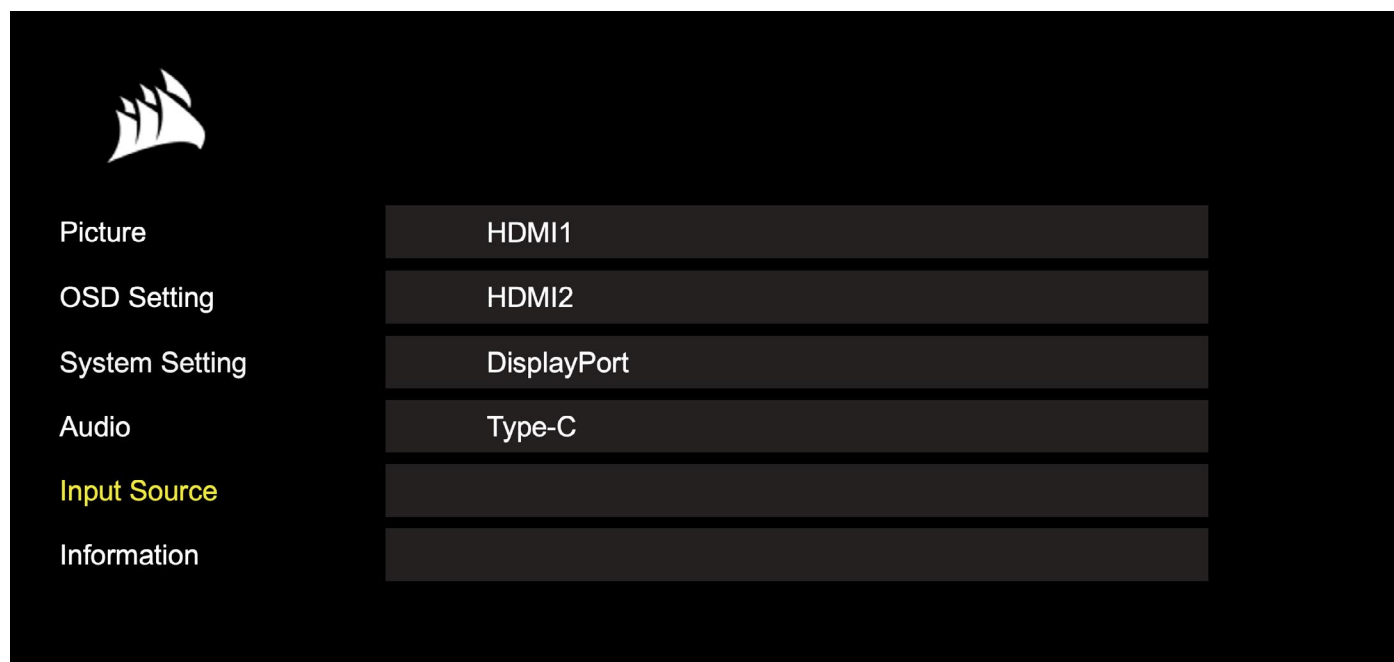 Picture HDMI1
OSD Setting HDMI2
System Setting DisplayPort
Audio Type-C
Input Source
Information